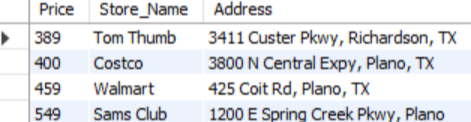 Price Store_Name Address
389 Tom Thumb 3411 Custer Pkwy, Richardson, TX
400 Costco 3800 N Central Expy, Plano, TX
459 Walmart 425 Coit Rd, Plano, TX
549 Sams Club 1200 E Spring Creek Pkwy, Plano